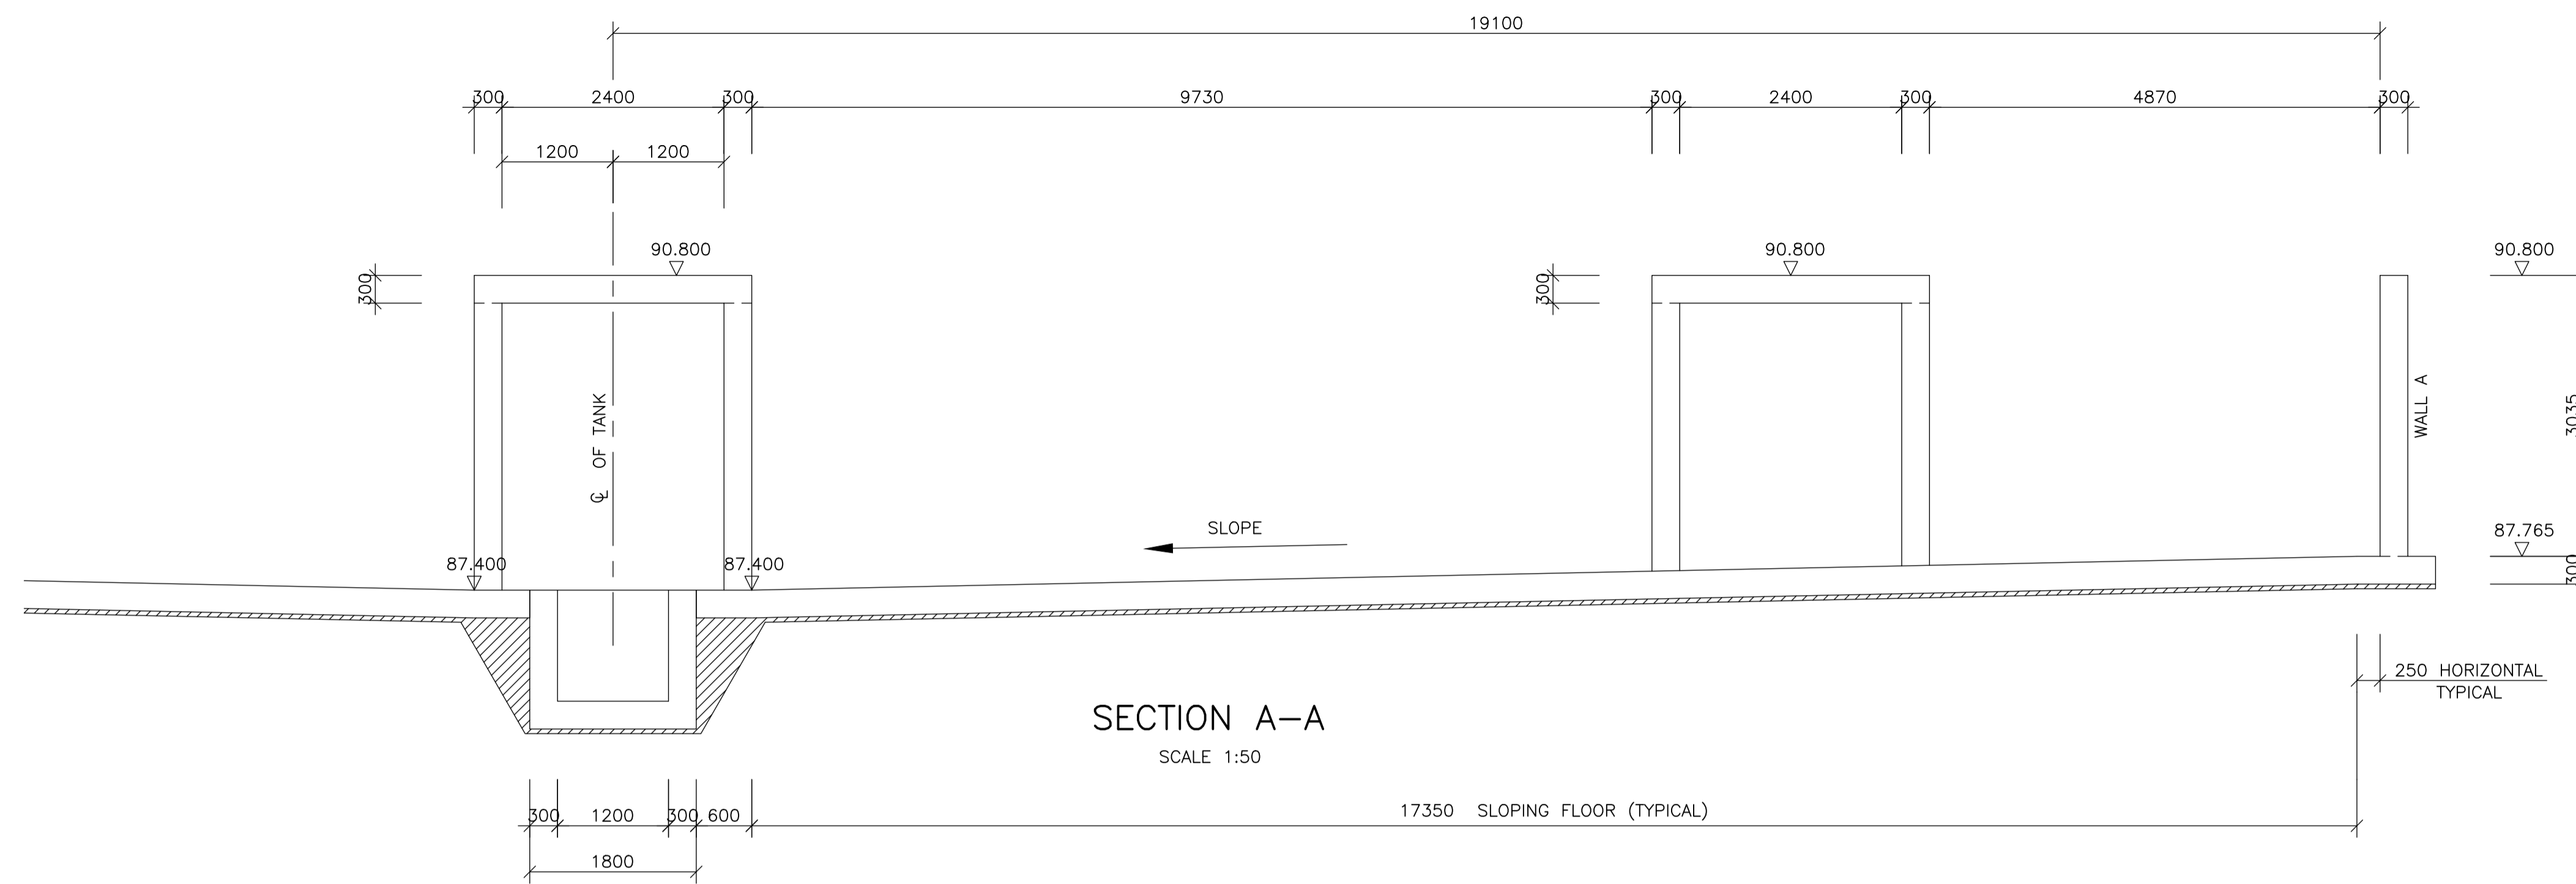 19100
300 2400 300 9730 300 2400 300 4870 300
1200 1200
90.800 90.800 90.800
300 300
WALL A
3035
℄ OF TANK
SLOPE
87.400 87.400
87.765
300
250 HORIZONTAL
TYPICAL
SECTION A-A
SCALE 1:50
300 1200 300 600 17350 SLOPING FLOOR (TYPICAL)
1800